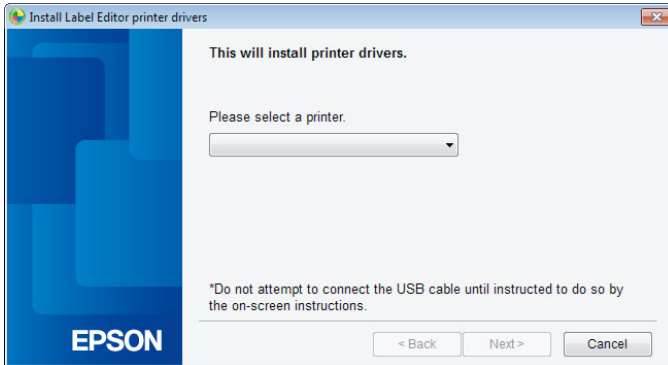 Install Label Editor printer drivers
This will install printer drivers.
Please select a printer.
*Do not attempt to connect the USB cable until instructed to do so by
the on-screen instructions.
EPSON
< Back
Next >
Cancel